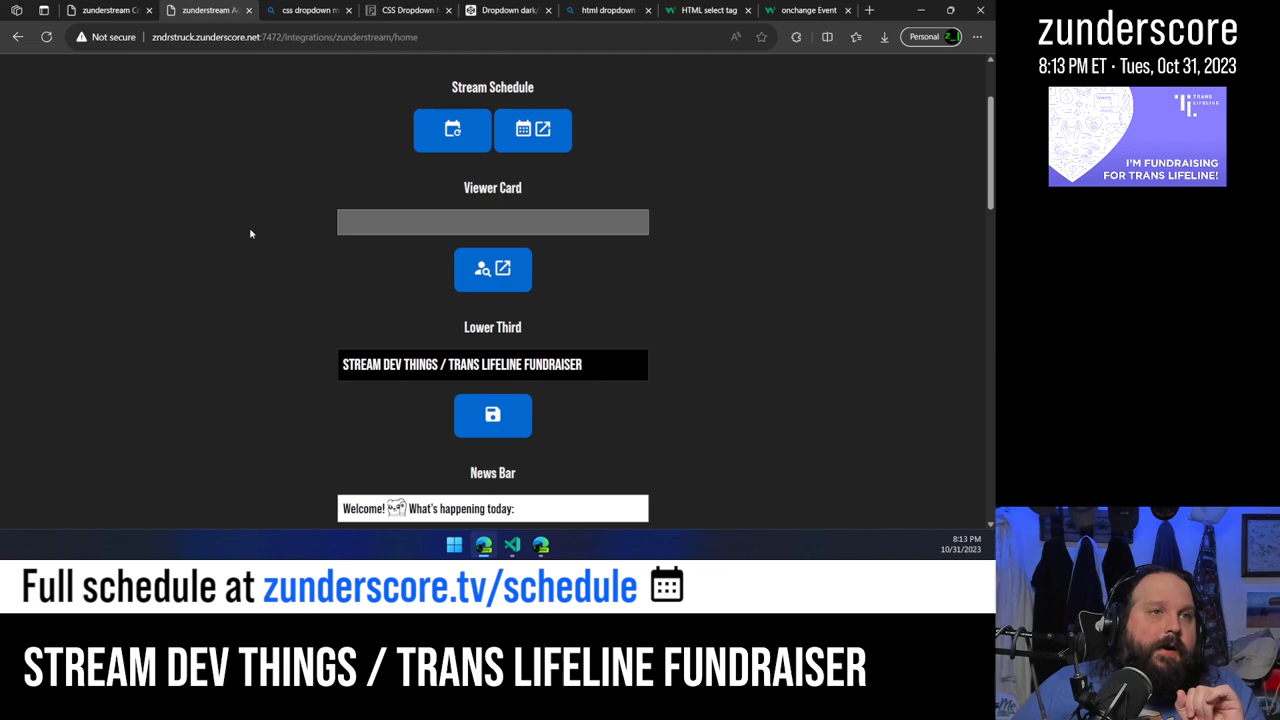 zunderstream Co
zunderstream Ac
css dropdown m
CSS Dropdown
Dropdown dark/
html dropdown
HTML select tag
onchange Event
Not secure
zndrstruck.zunderscore.net:7472/integrations/zunderstream/home
Personal
Stream Schedule
Viewer Card
Lower Third
STREAM DEV THINGS / TRANS LIFELINE FUNDRAISER
News Bar
Welcome! What's happening today:
8:13 PM
10/31/2023
Full schedule at zunderscore.tv/schedule
STREAM DEV THINGS / TRANS LIFELINE FUNDRAISER
zunderscore
8:13 PM ET · Tues, Oct 31, 2023
TRANS
LIFELINE
I'M FUNDRAISING
FOR TRANS LIFELINE!